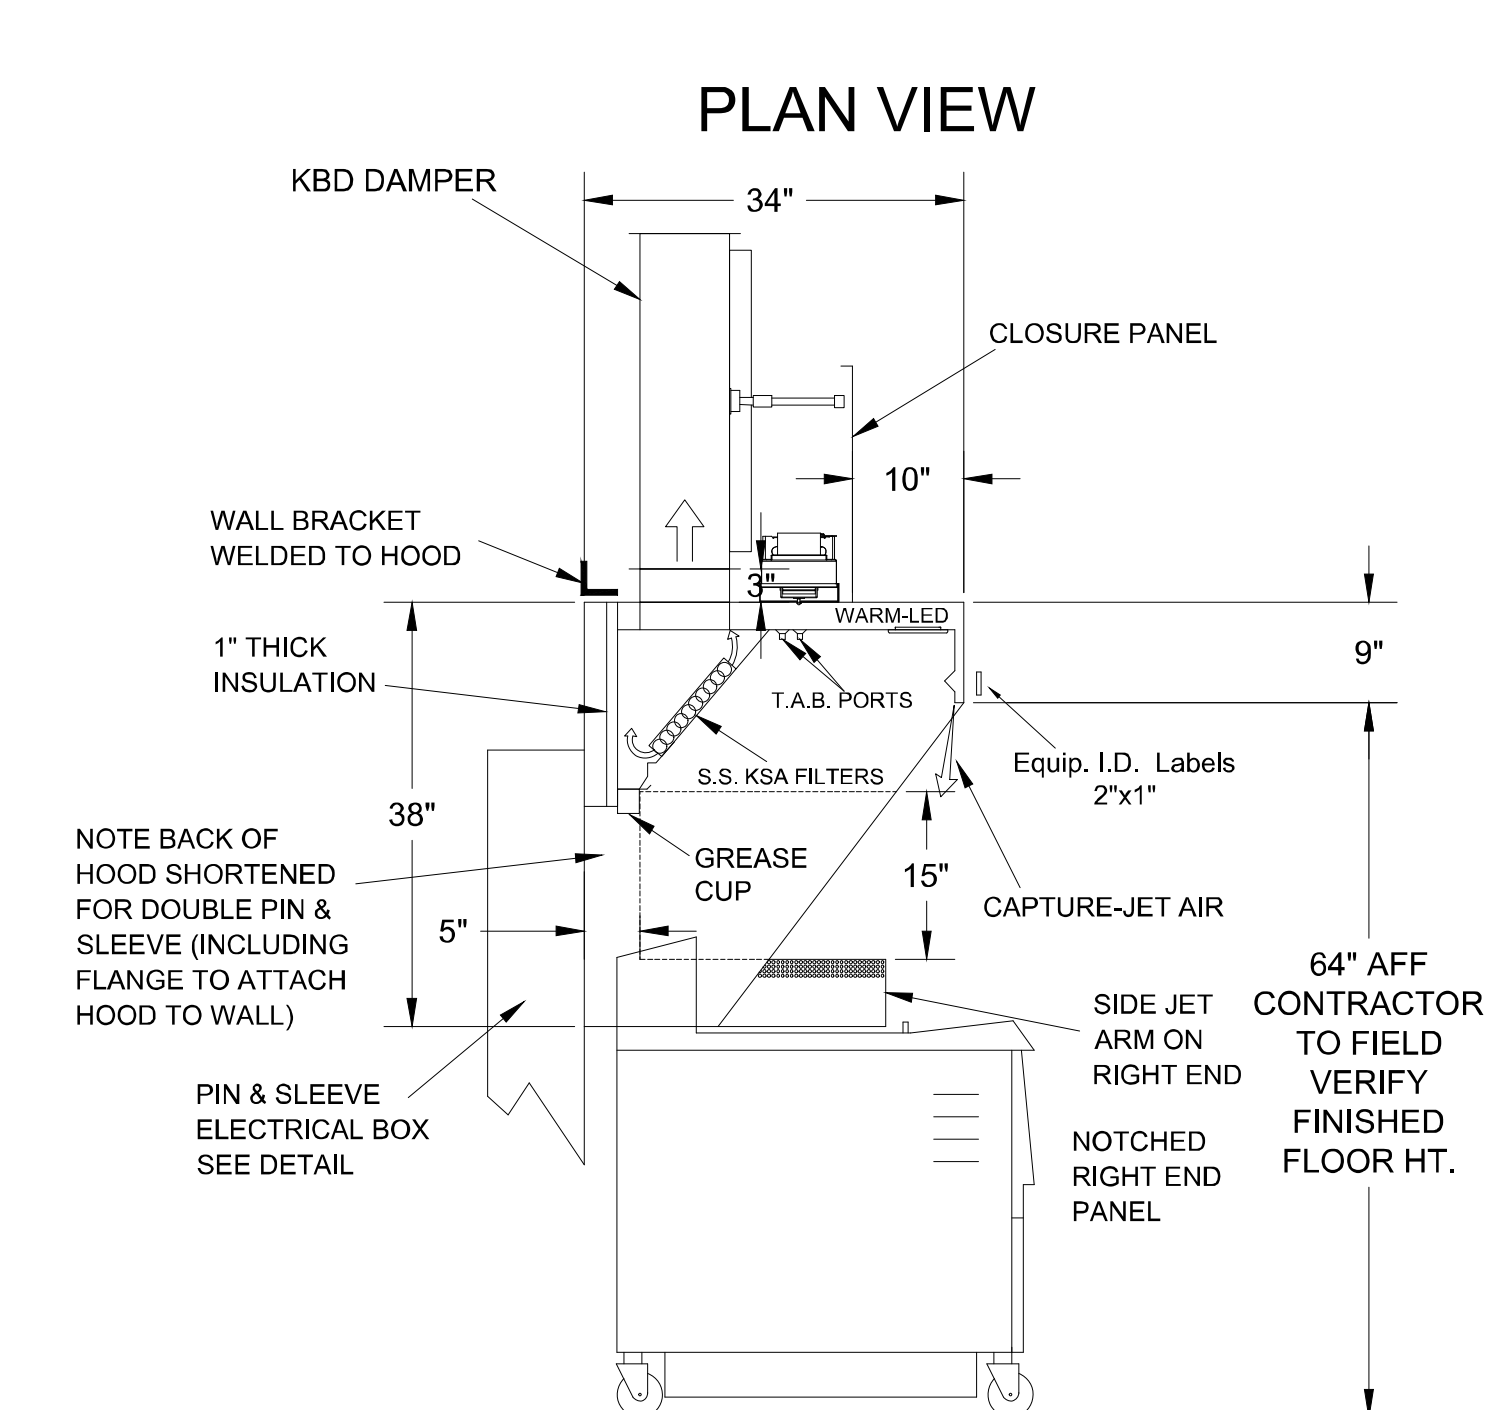 PLAN VIEW
KBD DAMPER
34"
CLOSURE PANEL
10"
WALL BRACKET
WELDED TO HOOD
3"
WARM-LED
1" THICK
INSULATION
9"
T.A.B. PORTS
S.S. KSA FILTERS
Equip. I.D. Labels
2"x1"
38"
NOTE BACK OF
HOOD SHORTENED
FOR DOUBLE PIN &
SLEEVE (INCLUDING
FLANGE TO ATTACH
HOOD TO WALL)
GREASE
CUP
15"
CAPTURE-JET AIR
5"
64" AFF
CONTRACTOR
TO FIELD
VERIFY
FINISHED
FLOOR HT.
SIDE JET
ARM ON
RIGHT END
PIN & SLEEVE
ELECTRICAL BOX
SEE DETAIL
NOTCHED
RIGHT END
PANEL